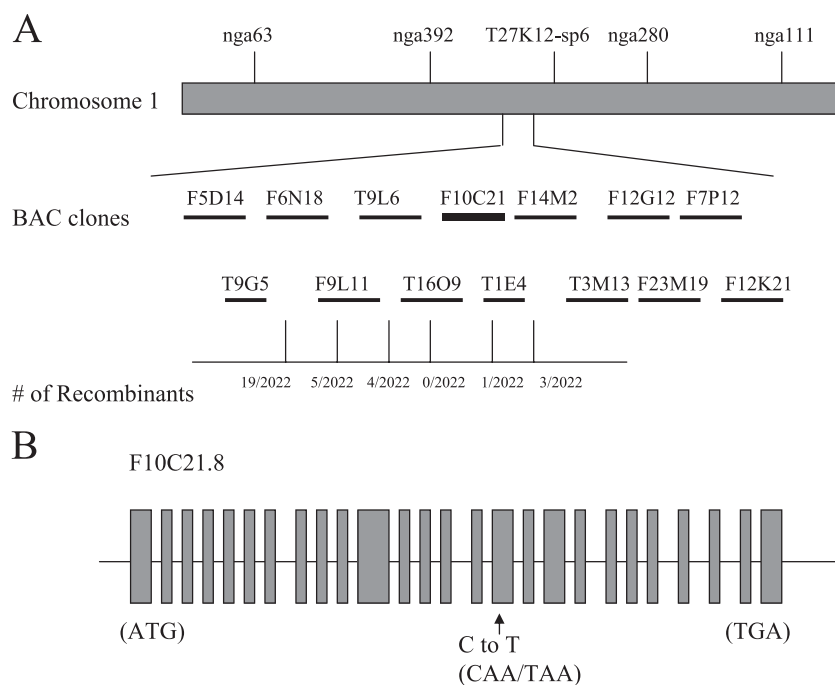 A
nga63 nga392 T27K12-sp6 nga280 nga111
Chromosome 1
F5D14 F6N18 T9L6 F10C21 F14M2 F12G12 F7P12
BAC clones
T9G5 F9L11 T16O9 T1E4 T3M13 F23M19 F12K21
19/2022 5/2022 4/2022 0/2022 1/2022 3/2022
# of Recombinants
B
F10C21.8
(ATG) (TGA)
C to T
(CAA/TAA)